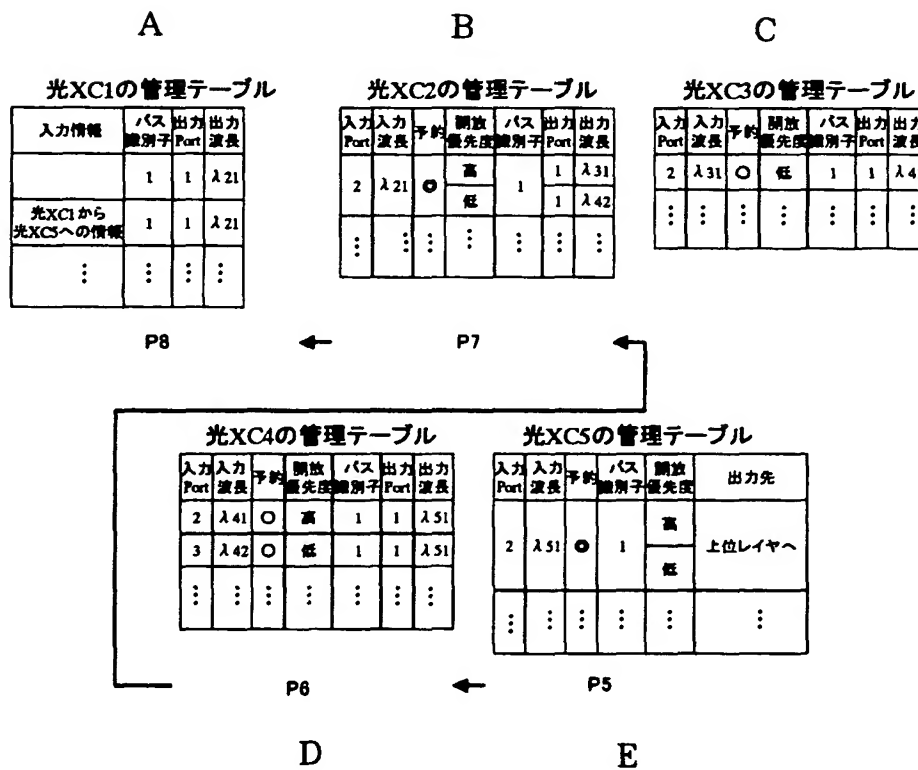 A
B
C
光XC1の管理テーブル
入力情報 パス識別子 出力Port 出力波長
1 1 λ21
光XC1から光XC5への情報 1 1 λ21
⋮ ⋮ ⋮ ⋮
光XC2の管理テーブル
入力Port 入力波長 予約 開放優先度 パス識別子 出力Port 出力波長
2 λ21 ◎ 高 1 1 λ31
低 1 λ42
⋮ ⋮ ⋮ ⋮ ⋮ ⋮ ⋮
光XC3の管理テーブル
入力Port 入力波長 予約 開放優先度 パス識別子 出力Port 出力
2 λ31 ○ 低 1 1 λ4
⋮ ⋮ ⋮ ⋮ ⋮ ⋮ ⋮
P8 ← P7
光XC4の管理テーブル
入力Port 入力波長 予約 開放優先度 パス識別子 出力Port 出力波長
2 λ41 ○ 高 1 1 λ51
3 λ42 ○ 低 1 1 λ51
⋮ ⋮ ⋮ ⋮ ⋮ ⋮ ⋮
光XC5の管理テーブル
入力Port 入力波長 予約 パス識別子 開放優先度 出力先
2 λ51 ◎ 1 高 上位レイヤへ
低
⋮ ⋮ ⋮ ⋮ ⋮ ⋮
P6 ← P5
D
E